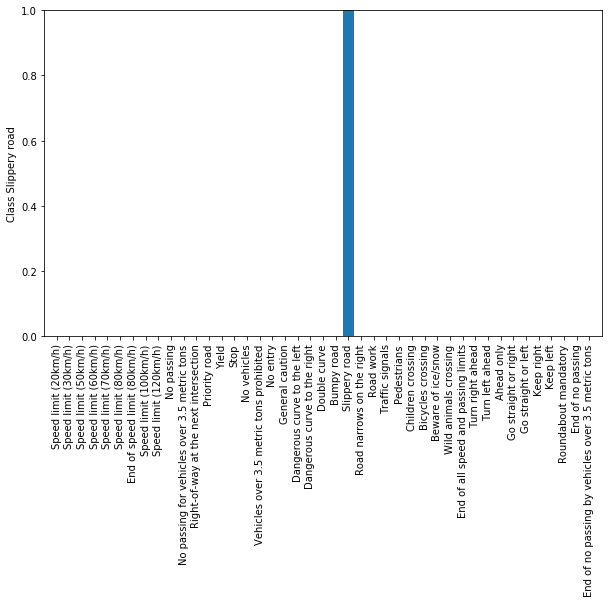 1.0
0.8
0.6
0.4
0.2
0.0
Class Slippery road
Speed limit (20km/h)
Speed limit (30km/h)
Speed limit (50km/h)
Speed limit (60km/h)
Speed limit (70km/h)
Speed limit (80km/h)
End of speed limit (80km/h)
Speed limit (100km/h)
Speed limit (120km/h)
No passing
No passing for vehicles over 3.5 metric tons
Right-of-way at the next intersection
Priority road
Yield
Stop
No vehicles
Vehicles over 3.5 metric tons prohibited
No entry
General caution
Dangerous curve to the left
Dangerous curve to the right
Double curve
Bumpy road
Slippery road
Road narrows on the right
Road work
Traffic signals
Pedestrians
Children crossing
Bicycles crossing
Beware of ice/snow
Wild animals crossing
End of all speed and passing limits
Turn right ahead
Turn left ahead
Ahead only
Go straight or right
Go straight or left
Keep right
Keep left
Roundabout mandatory
End of no passing
End of no passing by vehicles over 3.5 metric tons